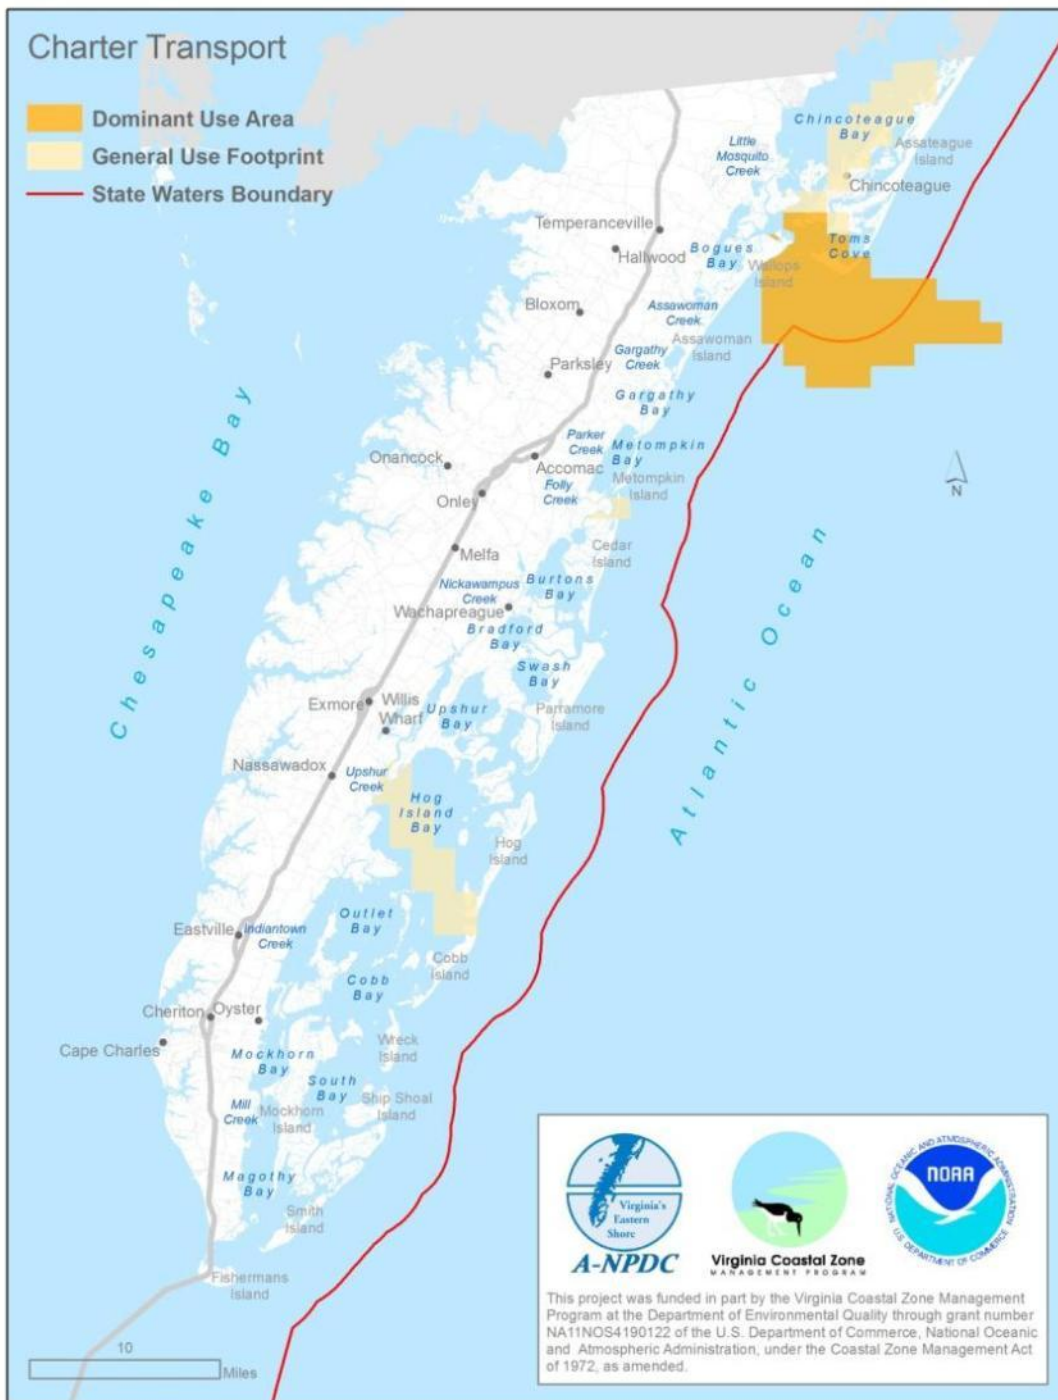 Charter Transport
Dominant Use Area
General Use Footprint
State Waters Boundary
Chincoteague
Bay
Little
Mosquito
Creek
Assateague
Island
Chincoteague
Temperanceville
Hallwood
Bogues
Bay
Toms
Cove
Wallops
Island
Bloxom
Assawoman
Creek
Assawoman
Island
Gargathy
Creek
Parksley
Gargathy
Bay
Chesapeake Bay
Parker
Creek
Metompkin
Bay
Onancock
Accomac
Metompkin
Island
Folly
Creek
Onley
N
Cedar
Island
Melfa
Nickawampus
Creek
Burtons
Bay
Wachapreague
Bradford
Bay
Swash
Bay
Atlantic Ocean
Exmore
Willis
Wharf
Upshur
Bay
Parramore
Island
Nassawadox
Upshur
Creek
Hog
Island
Bay
Hog
Island
Outlet
Bay
Eastville
Indiantown
Creek
Cobb
Island
Cobb
Bay
Cheriton
Oyster
Cape Charles
Wreck
Island
Mockhorn
Bay
South
Bay
Ship Shoal
Island
Mill
Creek
Mockhorn
Island
Magothy
Bay
Smith
Island
Fishermans
Island
10
Miles
Virginia's
Eastern
Shore
A-NPDC
Virginia Coastal Zone
MANAGEMENT PROGRAM
NATIONAL OCEANIC AND ATMOSPHERIC ADMINISTRATION
NOAA
U.S. DEPARTMENT OF COMMERCE
This project was funded in part by the Virginia Coastal Zone Management
Program at the Department of Environmental Quality through grant number
NA11NOS4190122 of the U.S. Department of Commerce, National Oceanic
and Atmospheric Administration, under the Coastal Zone Management Act
of 1972, as amended.